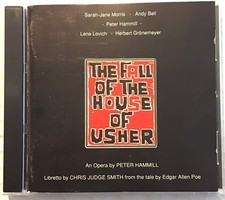 Sarah-Jane Morris - Andy Bell
- Peter Hammill -
Lene Lovich - Herbert Grönemeyer
THE FALL
OF THE
HOUSE
OF
USHER
An Opera by PETER HAMMILL
Libretto by CHRIS JUDGE SMITH from the tale by Edgar Allen Poe